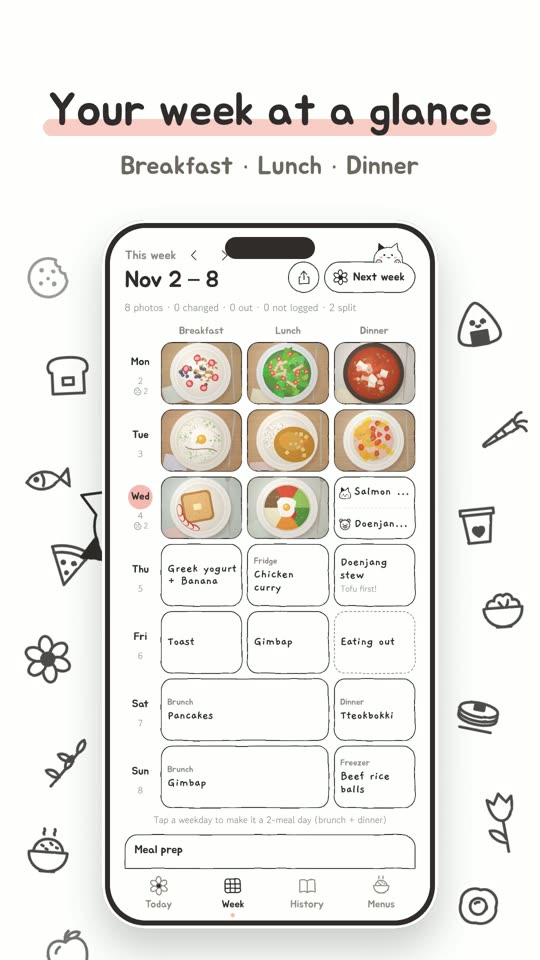 Your week at a glance
Breakfast · Lunch · Dinner
This week < >
Nov 2 – 8
Next week
8 photos · 0 changed · 0 out · 0 not logged · 2 split
Breakfast Lunch Dinner
Mon
2
2
Tue
3
Wed
4
2
Salmon ...
Doenjan...
Thu
5
Greek yogurt
+ Banana
Fridge
Chicken
curry
Doenjang
stew
Tofu first!
Fri
6
Toast
Gimbap
Eating out
Sat
7
Brunch
Pancakes
Dinner
Tteokbokki
Sun
8
Brunch
Gimbap
Freezer
Beef rice
balls
Tap a weekday to make it a 2-meal day (brunch + dinner)
Meal prep
Today Week History Menus